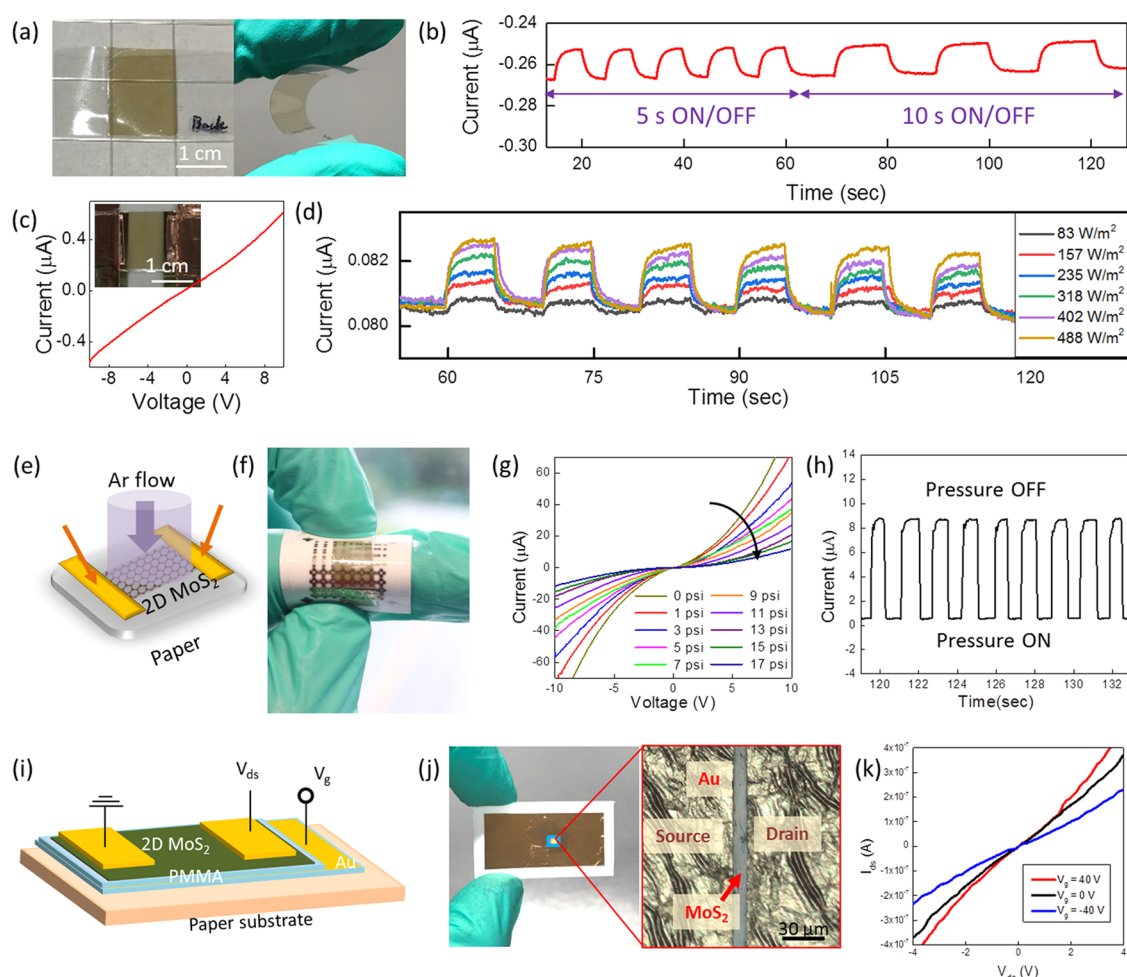 (a)
Back
1 cm
(b)
Current (μA)
-0.24
-0.26
-0.28
-0.30
5 s ON/OFF
10 s ON/OFF
20
40
60
80
100
120
Time (sec)
(c)
Current (μA)
0.4
0.0
-0.4
1 cm
-8
-4
0
4
8
Voltage (V)
(d)
Current (μA)
0.082
0.080
83 W/m²
157 W/m²
235 W/m²
318 W/m²
402 W/m²
488 W/m²
60
75
90
105
120
Time (sec)
(e)
Ar flow
2D MoS₂
Paper
(f)
(g)
Current (μA)
60
40
20
0
-20
-40
-60
0 psi
1 psi
3 psi
5 psi
7 psi
9 psi
11 psi
13 psi
15 psi
17 psi
-10
-5
0
5
10
Voltage (V)
(h)
Current (μA)
14
12
10
8
6
4
2
0
-2
-4
Pressure OFF
Pressure ON
120
122
124
126
128
130
132
Time(sec)
(i)
Vds
Vg
2D MoS₂
Au
PMMA
Paper substrate
(j)
Au
Source
Drain
MoS₂
30 μm
(k)
Ids (A)
4x10⁻⁷
3x10⁻⁷
2x10⁻⁷
1x10⁻⁷
0
-1x10⁻⁷
-2x10⁻⁷
-3x10⁻⁷
-4x10⁻⁷
Vg = 40 V
Vg = 0 V
Vg = -40 V
-4
-2
0
2
4
Vds (V)